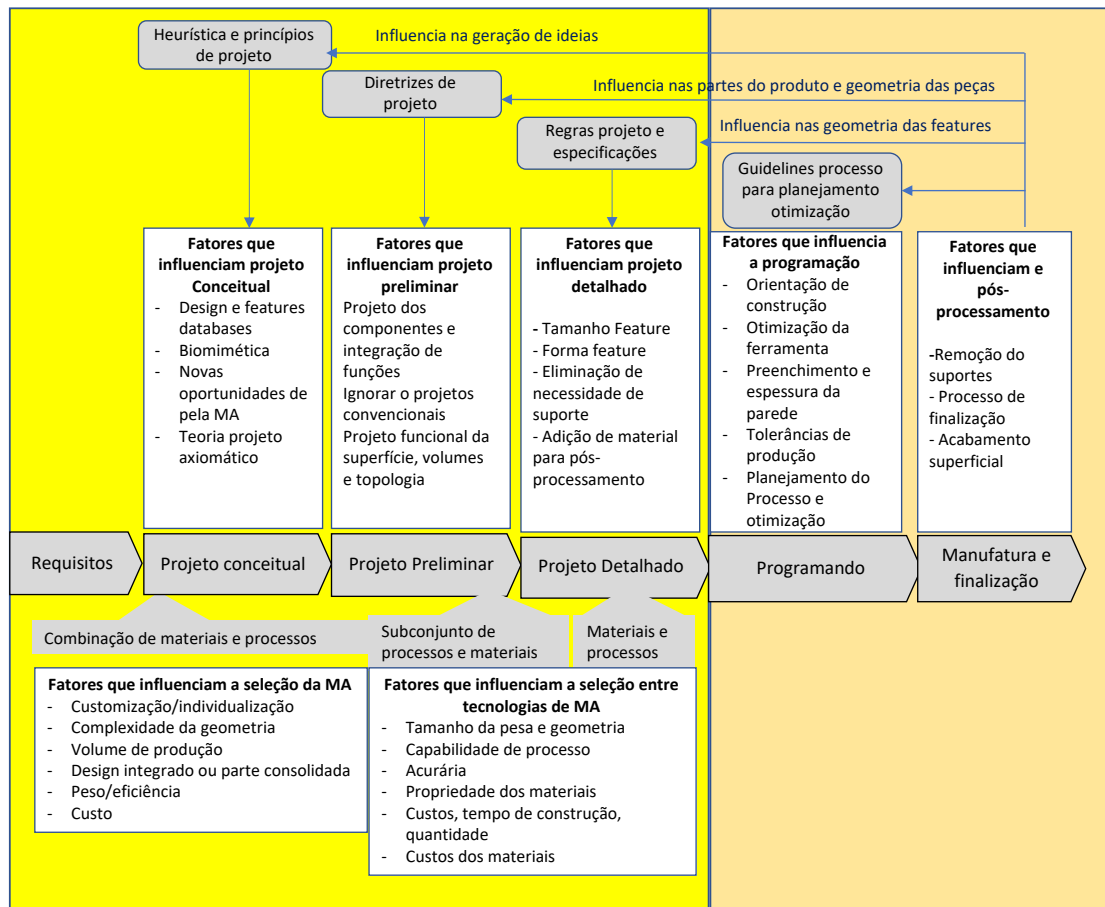 Heurística e princípios
de projeto
Influencia na geração de ideias
Diretrizes de
projeto
Influencia nas partes do produto e geometria das peças
Regras projeto e
especificações
Influencia nas geometria das features
Guidelines processo
para planejamento
otimização
Fatores que
influenciam projeto
Conceitual
- Design e features
databases
- Biomimética
- Novas
oportunidades de
pela MA
- Teoria projeto
axiomático
Fatores que
influenciam projeto
preliminar
Projeto dos
componentes e
integração de
funções
Ignorar o projetos
convencionais
Projeto funcional da
superfície, volumes
e topologia
Fatores que
influenciam projeto
detalhado
- Tamanho Feature
- Forma feature
- Eliminação de
necessidade de
suporte
- Adição de material
para pós-
processamento
Fatores que influencia
a programação
- Orientação de
construção
- Otimização da
ferramenta
- Preenchimento e
espessura da
parede
- Tolerâncias de
produção
- Planejamento do
Processo e
otimização
Fatores que
influenciam e
pós-
processamento
-Remoção do
suportes
- Processo de
finalização
- Acabamento
superficial
Requisitos
Projeto conceitual
Projeto Preliminar
Projeto Detalhado
Programando
Manufatura e
finalização
Combinação de materiais e processos
Subconjunto de
processos e materiais
Materiais e
processos
Fatores que influenciam a seleção da MA
- Customização/individualização
- Complexidade da geometria
- Volume de produção
- Design integrado ou parte consolidada
- Peso/eficiência
- Custo
Fatores que influenciam a seleção entre
tecnologias de MA
- Tamanho da pesa e geometria
- Capabilidade de processo
- Acurária
- Propriedade dos materiais
- Custos, tempo de construção,
quantidade
- Custos dos materiais